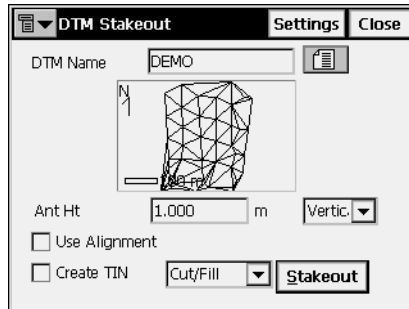 DTM Stakeout Settings Close
DTM Name DEMO
N
Ant Ht 1.000 m Vertic
Use Alignment
Create TIN Cut/Fill Stakeout